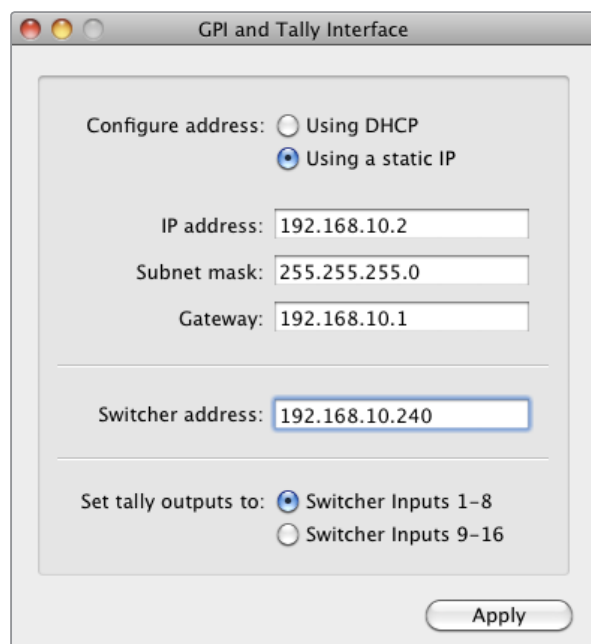 GPI and Tally Interface
Configure address: Using DHCP
Using a static IP
IP address: 192.168.10.2
Subnet mask: 255.255.255.0
Gateway: 192.168.10.1
Switcher address: 192.168.10.240
Set tally outputs to: Switcher Inputs 1-8
Switcher Inputs 9-16
Apply